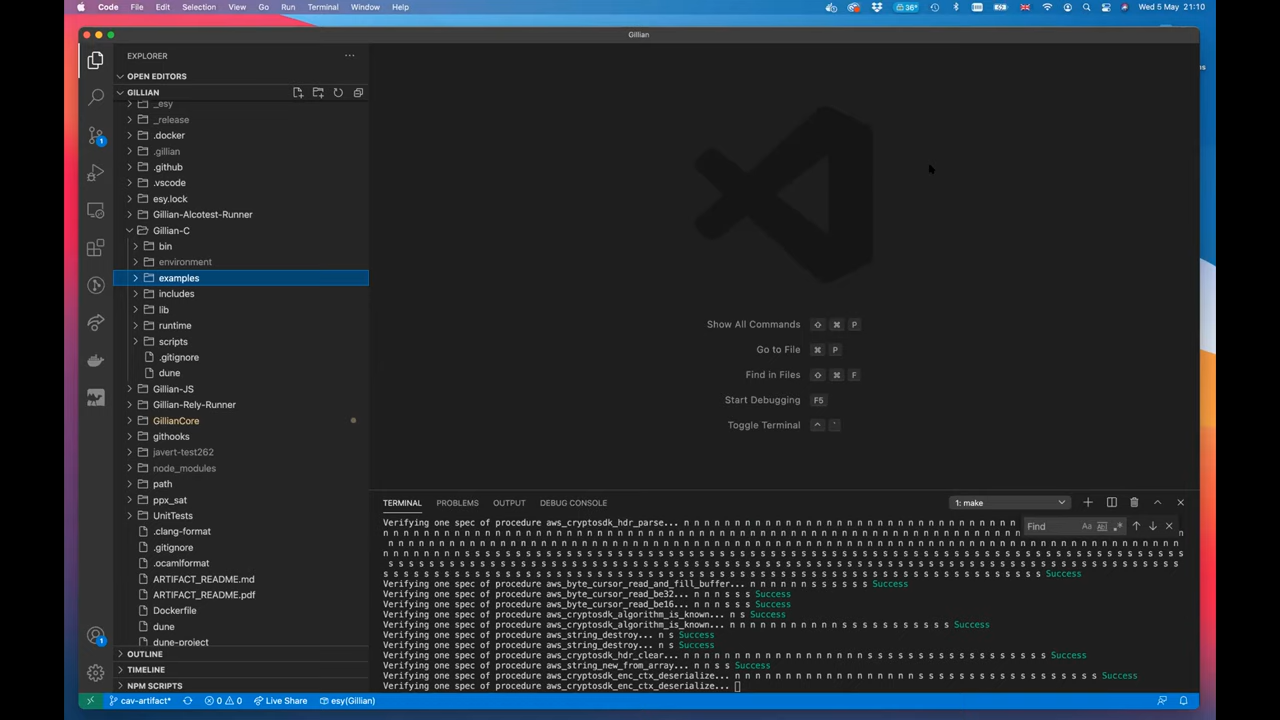 Code File Edit Selection View Go Run Terminal Window Help 36° Wed 5 May 21:10
Gillian
EXPLORER
OPEN EDITORS
GILLIAN
_esy
_release
.docker
.gillian
.github
.vscode
esy.lock
Gillian-Alcotest-Runner
Gillian-C
bin
environment
examples
includes
lib
runtime
scripts
.gitignore
dune
Gillian-JS
Gillian-Rely-Runner
GillianCore
githooks
javert-test262
node_modules
path
ppx_sat
UnitTests
.clang-format
.gitignore
.ocamlformat
ARTIFACT_README.md
ARTIFACT_README.pdf
Dockerfile
dune
dune-project
OUTLINE
TIMELINE
NPM SCRIPTS
1
1
Show All Commands ⇧ ⌘ P
Go to File ⌘ P
Find in Files ⇧ ⌘ F
Start Debugging F5
Toggle Terminal ^ `
TERMINAL PROBLEMS OUTPUT DEBUG CONSOLE 1: make
Find Aa
Verifying one spec of procedure aws_cryptosdk_hdr_parse...
Success
Verifying one spec of procedure aws_byte_cursor_read_and_fill_buffer... n n n n n s s s s s s Success
Verifying one spec of procedure aws_byte_cursor_read_be32... n n s s s Success
Verifying one spec of procedure aws_byte_cursor_read_be16... n n s s s Success
Verifying one spec of procedure aws_cryptosdk_algorithm_is_known... n s Success
Verifying one spec of procedure aws_cryptosdk_algorithm_is_known... Success
Verifying one spec of procedure aws_string_destroy... n s Success
Verifying one spec of procedure aws_string_destroy... n s Success
Verifying one spec of procedure aws_cryptosdk_hdr_clear... Success
Verifying one spec of procedure aws_string_new_from_array... n n s s Success
Verifying one spec of procedure aws_cryptosdk_enc_ctx_deserialize... Success
Verifying one spec of procedure aws_cryptosdk_enc_ctx_deserialize...
cav-artifact* 0 0 Live Share esy(Gillian)